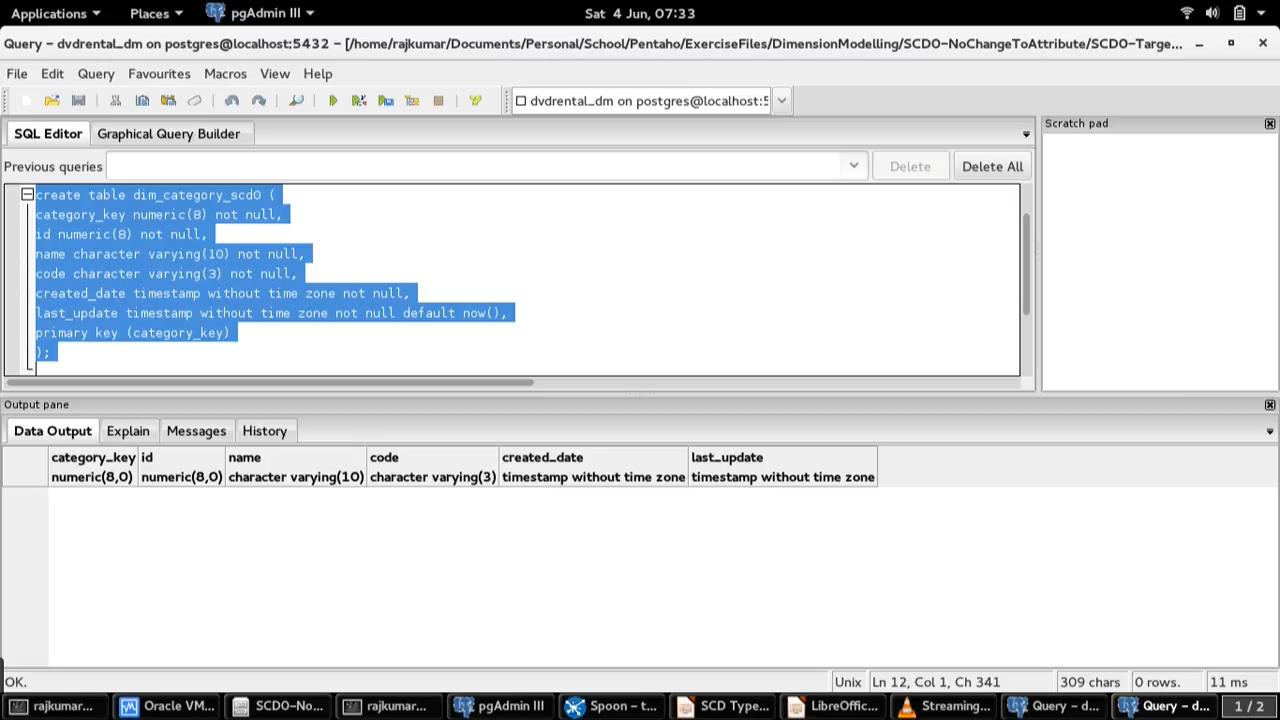 Applications Places pgAdmin III Sat 4 Jun, 07:33
Query - dvdrental_dm on postgres@localhost:5432 - [/home/rajkumar/Documents/Personal/School/Pentaho/ExerciseFiles/DimensionModelling/SCD0-NoChangeToAttribute/SCD0-Targe...
File Edit Query Favourites Macros View Help
dvdrental_dm on postgres@localhost:5
SQL Editor Graphical Query Builder
Scratch pad
Previous queries Delete Delete All
create table dim_category_scd0 (
category_key numeric(8) not null,
id numeric(8) not null,
name character varying(10) not null,
code character varying(3) not null,
created_date timestamp without time zone not null,
last_update timestamp without time zone not null default now(),
primary key (category_key)
);
Output pane
Data Output Explain Messages History
category_key id name code created_date last_update
numeric(8,0) numeric(8,0) character varying(10) character varying(3) timestamp without time zone timestamp without time zone
OK. Unix Ln 12, Col 1, Ch 341 309 chars 0 rows. 11 ms
rajkumar... Oracle VM... SCD0-No... rajkumar... pgAdmin III Spoon - t... SCD Type... LibreOffic... Streaming... Query - d... Query - d... 1 / 2